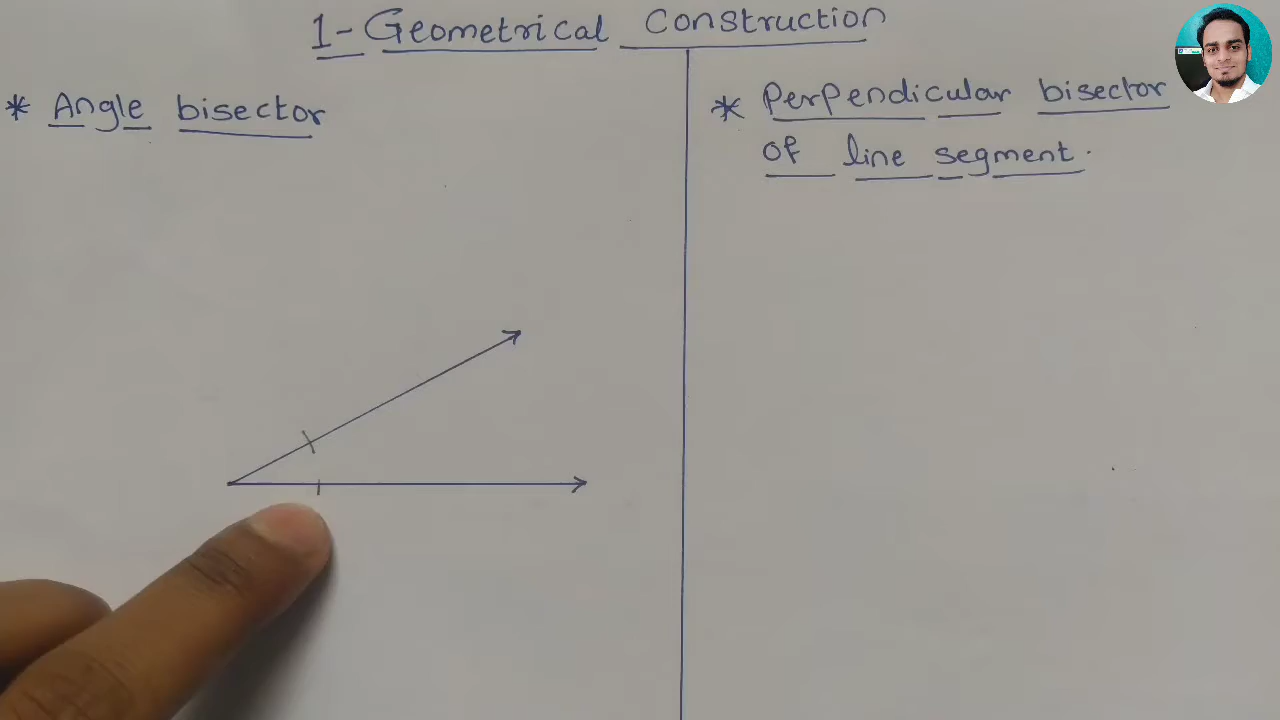 1- Geometrical Construction
* Angle bisector
* Perpendicular bisector
of line segment.